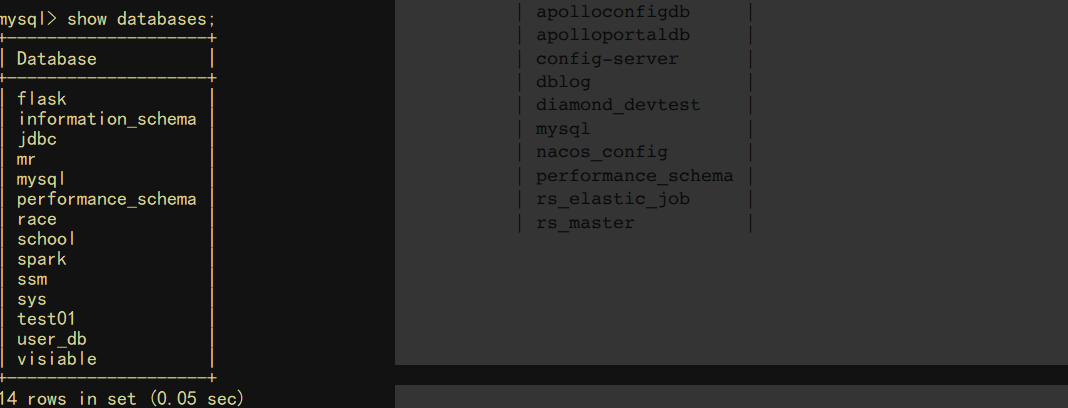 mysql> show databases;
+--------------------+
| Database           |
+--------------------+
| flask              |
| information_schema |
| jdbc               |
| mr                 |
| mysql              |
| performance_schema |
| race               |
| school             |
| spark              |
| ssm                |
| sys                |
| test01             |
| user_db            |
| visiable           |
+--------------------+
14 rows in set (0.05 sec)
| apolloconfigdb     |
| apolloportaldb     |
| config-server      |
| dblog              |
| diamond_devtest    |
| mysql              |
| nacos_config       |
| performance_schema |
| rs_elastic_job     |
| rs_master          |